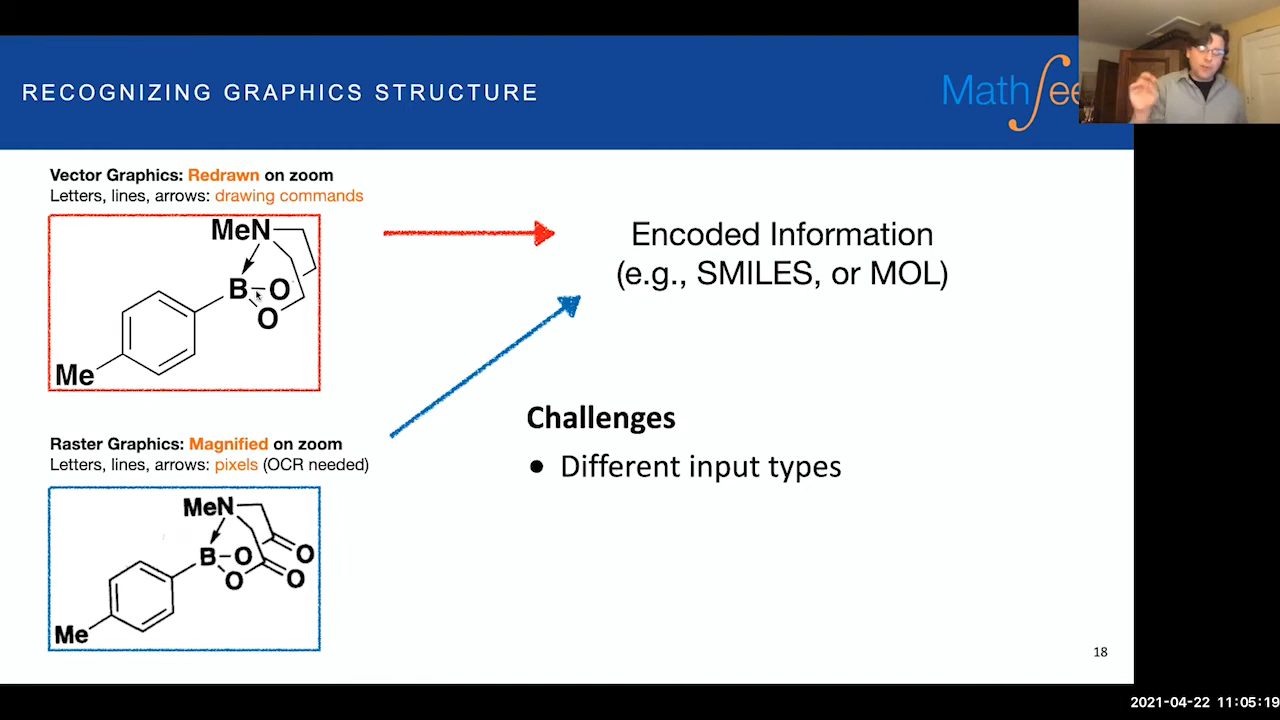 RECOGNIZING GRAPHICS STRUCTURE
Math∫ee
Vector Graphics: Redrawn on zoom
Letters, lines, arrows: drawing commands
MeN
B
O
O
Me
Encoded Information
(e.g., SMILES, or MOL)
Raster Graphics: Magnified on zoom
Letters, lines, arrows: pixels (OCR needed)
MeN
B
O
O
O
O
Me
Challenges
● Different input types
18
2021-04-22 11:05:19